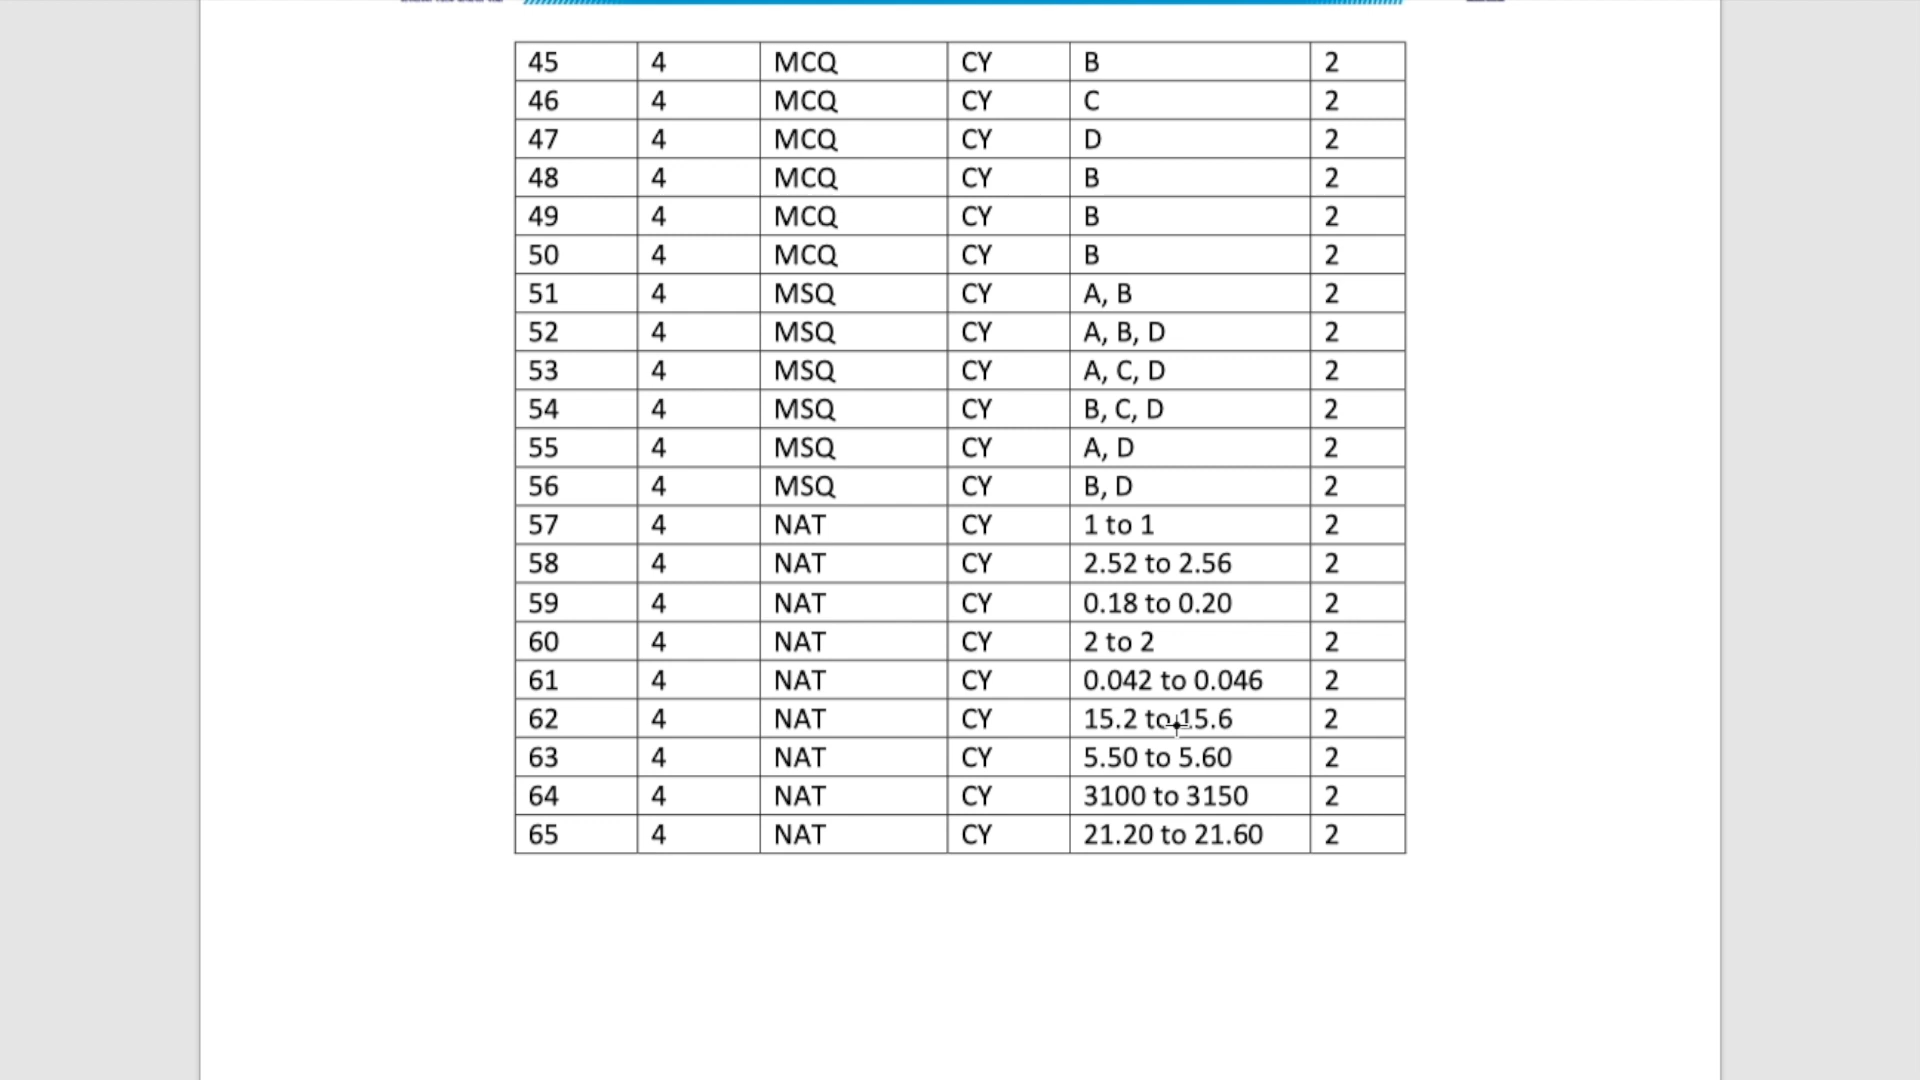 45 4 MCQ CY B 2
46 4 MCQ CY C 2
47 4 MCQ CY D 2
48 4 MCQ CY B 2
49 4 MCQ CY B 2
50 4 MCQ CY B 2
51 4 MSQ CY A, B 2
52 4 MSQ CY A, B, D 2
53 4 MSQ CY A, C, D 2
54 4 MSQ CY B, C, D 2
55 4 MSQ CY A, D 2
56 4 MSQ CY B, D 2
57 4 NAT CY 1 to 1 2
58 4 NAT CY 2.52 to 2.56 2
59 4 NAT CY 0.18 to 0.20 2
60 4 NAT CY 2 to 2 2
61 4 NAT CY 0.042 to 0.046 2
62 4 NAT CY 15.2 to 15.6 2
63 4 NAT CY 5.50 to 5.60 2
64 4 NAT CY 3100 to 3150 2
65 4 NAT CY 21.20 to 21.60 2